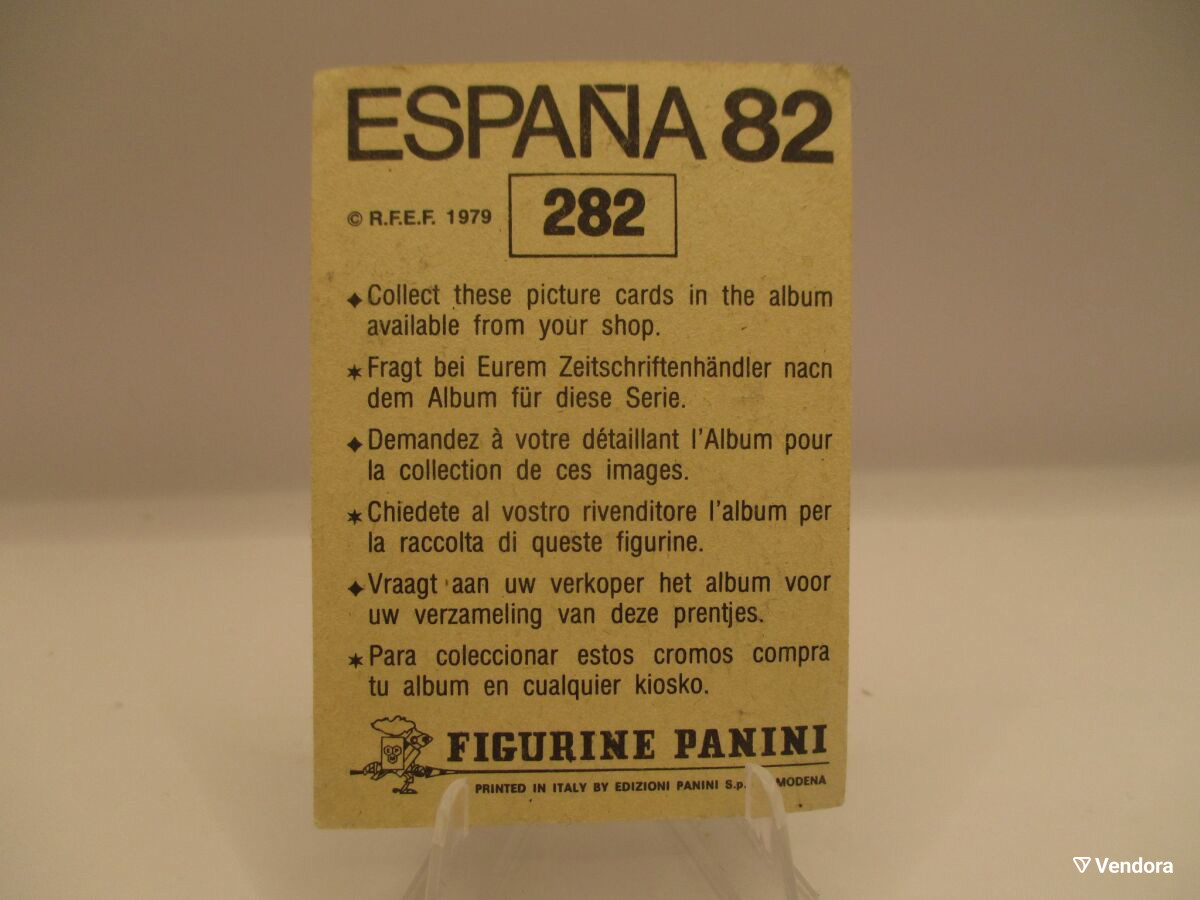 ESPAÑA 82
© R.F.E.F. 1979
282
Collect these picture cards in the album
available from your shop.
Fragt bei Eurem Zeitschriftenhändler nacn
dem Album für diese Serie.
Demandez à votre détaillant l'Album pour
la collection de ces images.
Chiedete al vostro rivenditore l'album per
la raccolta di queste figurine.
Vraagt aan uw verkoper het album voor
uw verzameling van deze prentjes.
Para coleccionar estos cromos compra
tu album en cualquier kiosko.
FIGURINE PANINI
PRINTED IN ITALY BY EDIZIONI PANINI S.p. MODENA
Vendora